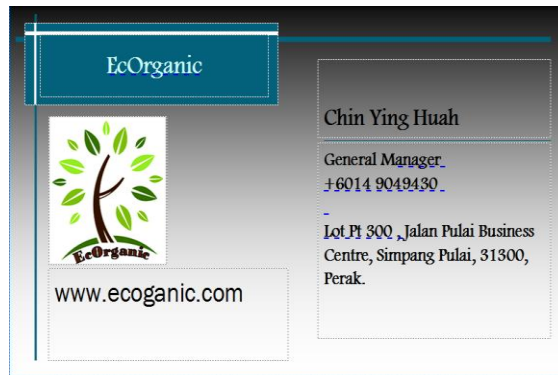 EcOrganic
EcOrganic
www.ecoganic.com
Chin Ying Huah
General Manager
+6014 9049430
Lot Pt 300 , Jalan Pulai Business
Centre, Simpang Pulai, 31300,
Perak.